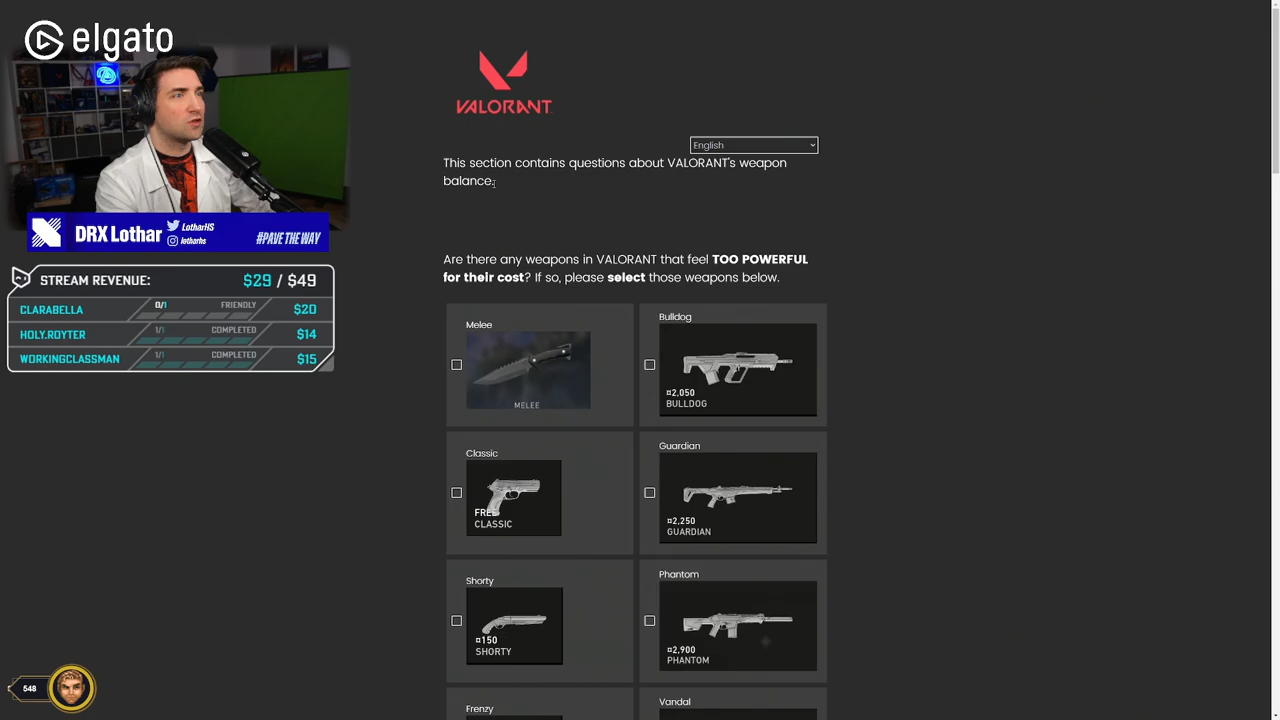 elgato
DRX Lothar
LotharHS
lotharhs
#PAVE THE WAY
STREAM REVENUE: $29 / $49
CLARABELLA 0/1 FRIENDLY $20
HOLY.ROYTER 1/1 COMPLETED $14
WORKINGCLASSMAN 1/1 COMPLETED $15
548
VALORANT
English
This section contains questions about VALORANT's weapon
balance.
Are there any weapons in VALORANT that feel TOO POWERFUL
for their cost? If so, please select those weapons below.
Melee
MELEE
Bulldog
¤2,050
BULLDOG
Classic
FREE
CLASSIC
Guardian
¤2,250
GUARDIAN
Shorty
¤150
SHORTY
Phantom
¤2,900
PHANTOM
Frenzy
Vandal